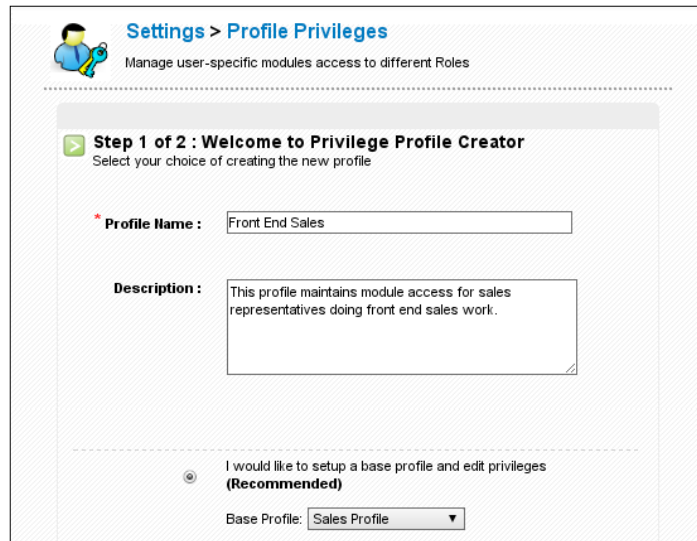 Settings > Profile Privileges
Manage user-specific modules access to different Roles
Step 1 of 2 : Welcome to Privilege Profile Creator
Select your choice of creating the new profile
* Profile Name :
Front End Sales
Description :
This profile maintains module access for sales
representatives doing front end sales work.
I would like to setup a base profile and edit privileges
(Recommended)
Base Profile: Sales Profile